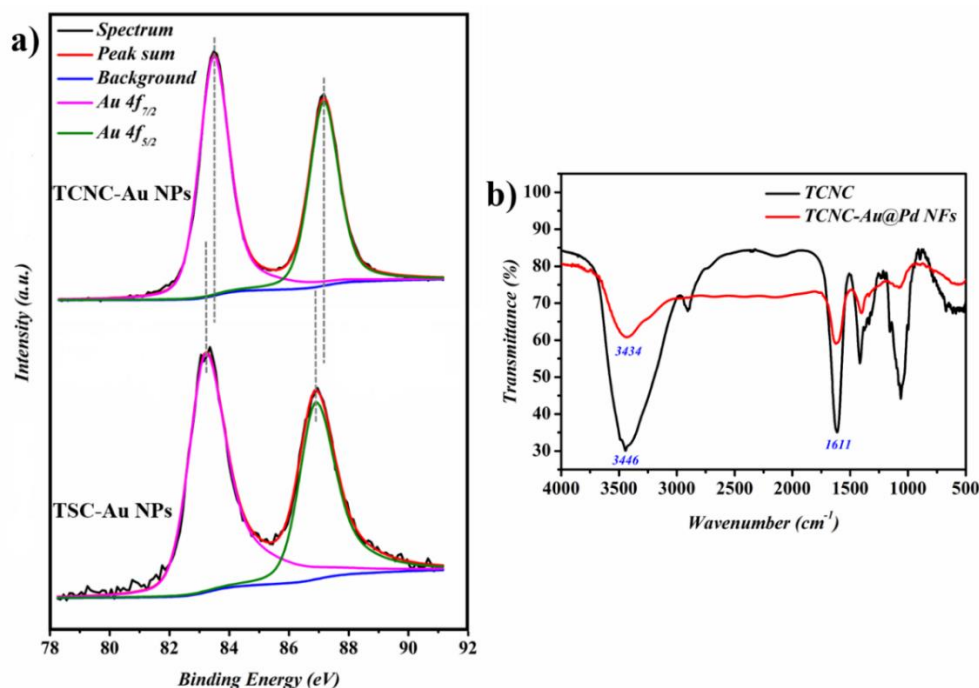 a)
Spectrum
Peak sum
Background
Au 4f7/2
Au 4f5/2
TCNC-Au NPs
TSC-Au NPs
Intensity (a.u.)
78 80 82 84 86 88 90 92
Binding Energy (eV)
b)
TCNC
TCNC-Au@Pd NFs
100
90
80
70
60
50
40
30
Transmittance (%)
3434
3446
1611
4000 3500 3000 2500 2000 1500 1000 500
Wavenumber (cm-1)